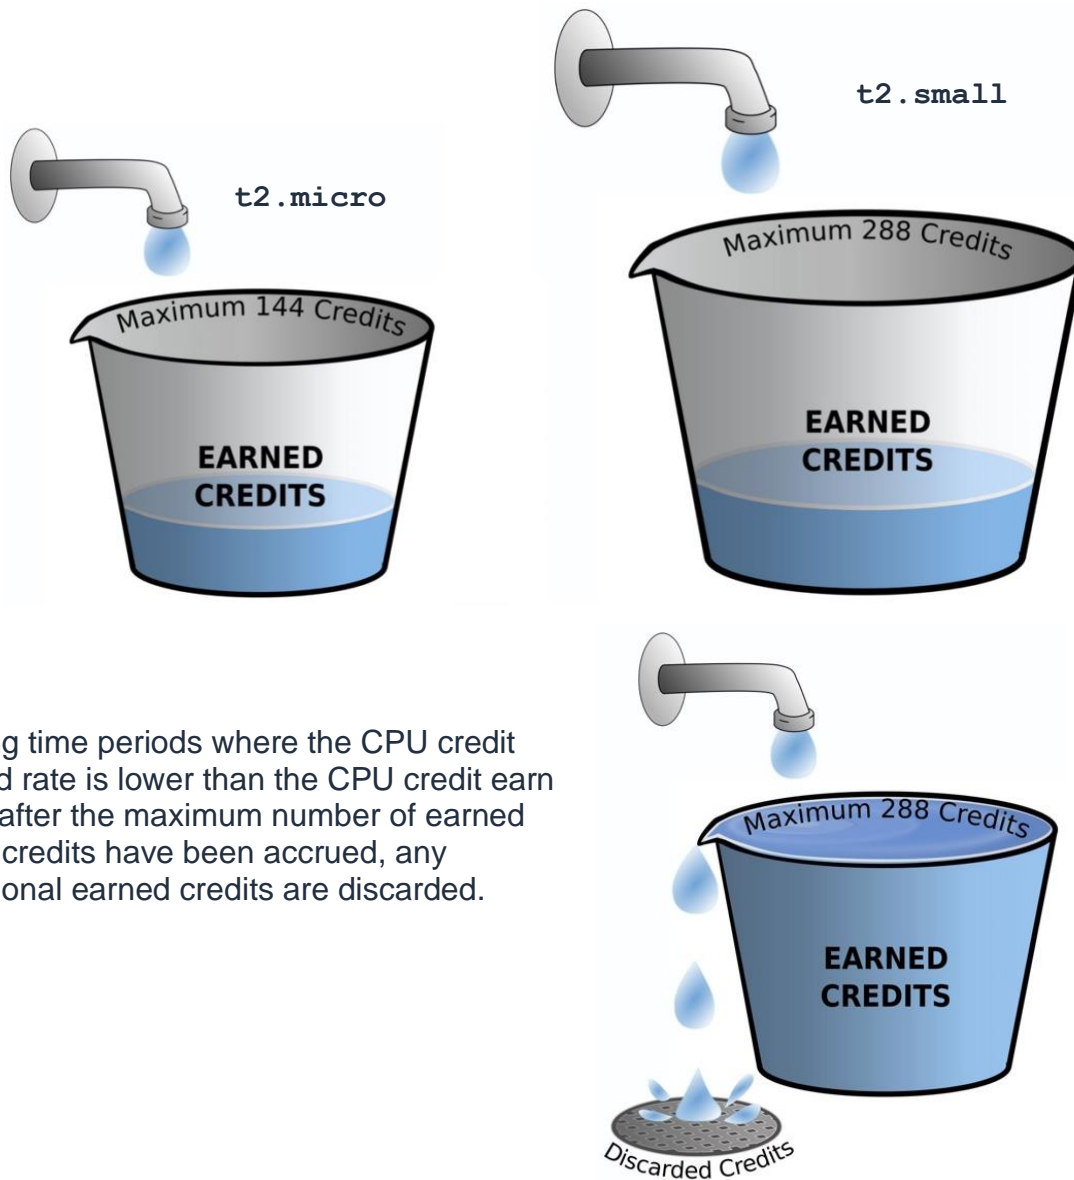 t2.small
t2.micro
Maximum 288 Credits
Maximum 144 Credits
EARNED
CREDITS
EARNED
CREDITS
g time periods where the CPU credit
d rate is lower than the CPU credit earn
after the maximum number of earned
credits have been accrued, any
onal earned credits are discarded.
Maximum 288 Credits
EARNED
CREDITS
Discarded Credits